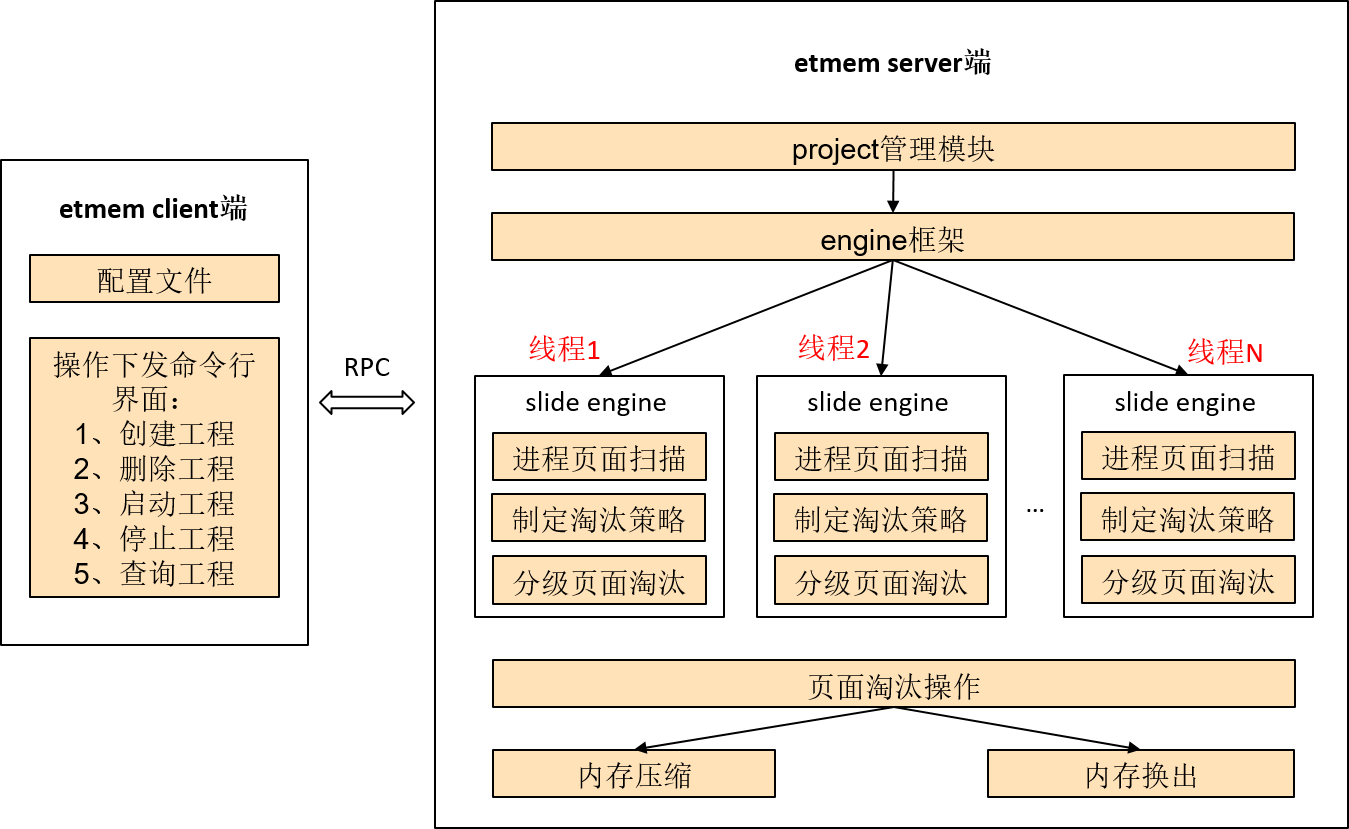 etmem client端
配置文件
操作下发命令行
界面：
1、创建工程
2、删除工程
3、启动工程
4、停止工程
5、查询工程
RPC
etmem server端
project管理模块
engine框架
线程1
slide engine
进程页面扫描
制定淘汰策略
分级页面淘汰
线程2
slide engine
进程页面扫描
制定淘汰策略
分级页面淘汰
...
线程N
slide engine
进程页面扫描
制定淘汰策略
分级页面淘汰
页面淘汰操作
内存压缩
内存换出